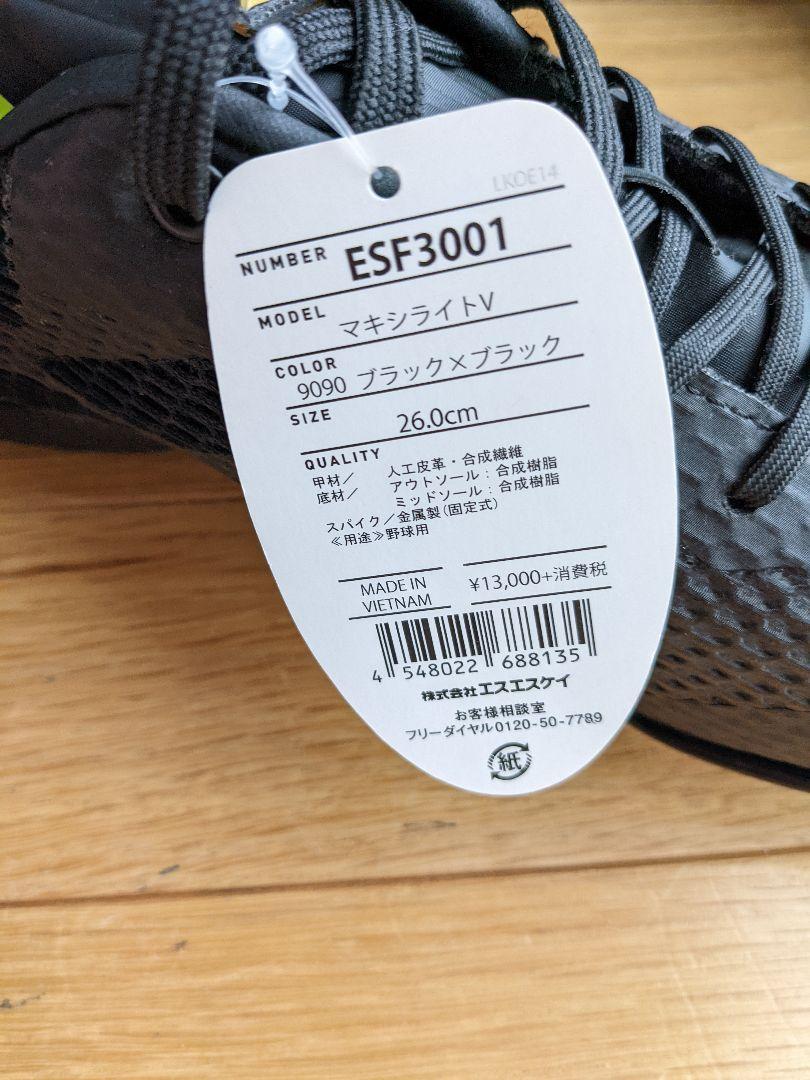 LKOE14
NUMBER ESF3001
MODEL マキシライトV
COLOR 9090 ブラック×ブラック
SIZE 26.0cm
QUALITY
甲材／ 人工皮革・合成繊維
底材／ アウトソール：合成樹脂
ミッドソール：合成樹脂
スパイク／金属製(固定式)
≪用途≫野球用
MADE IN VIETNAM
¥13,000+消費税
4 548022 688135
株式会社エスエスケイ
お客様相談室
フリーダイヤル0120-50-7789
紙